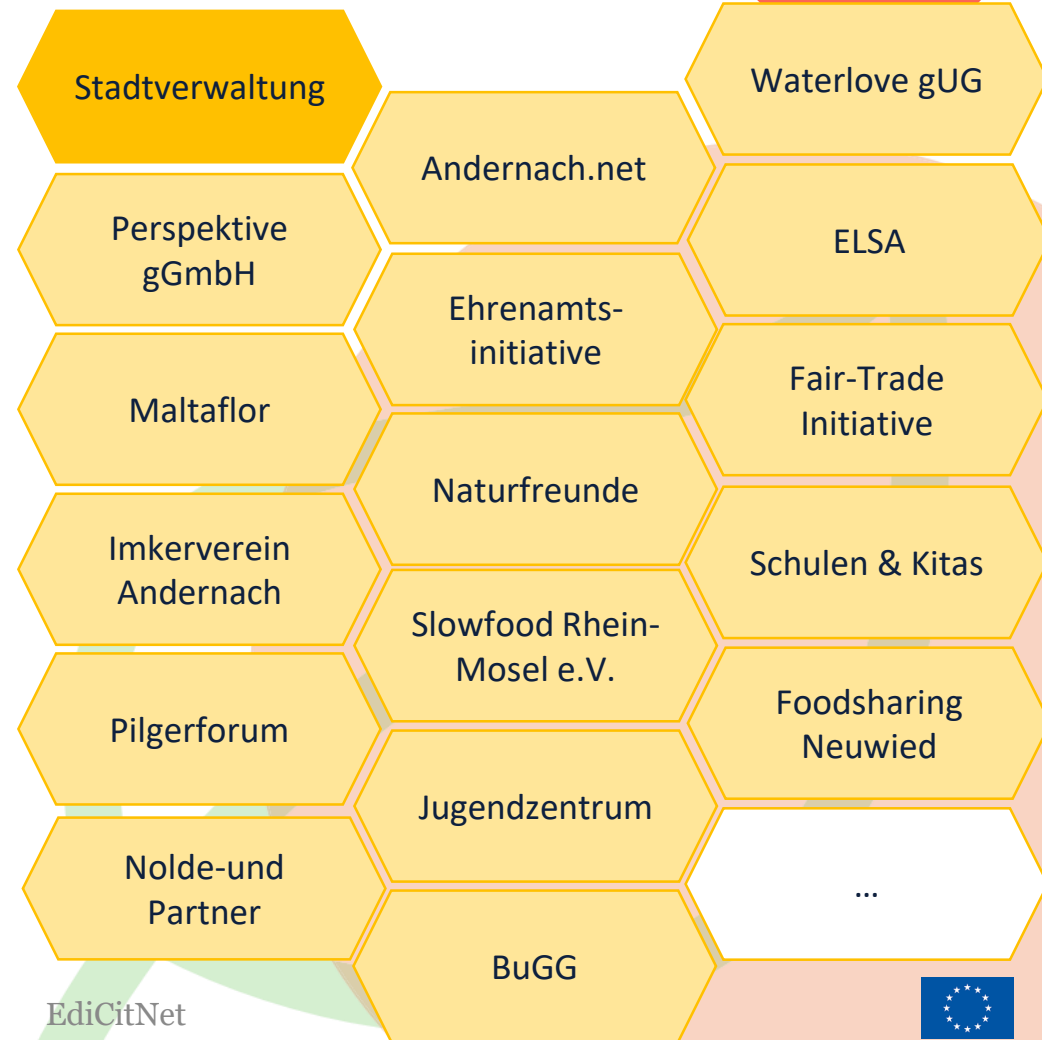 Stadtverwaltung
Perspektive
gGmbH
Maltaflor
Imkerverein
Andernach
Pilgerforum
Nolde-und
Partner
Andernach.net
Ehrenamts-
initiative
Naturfreunde
Slowfood Rhein-
Mosel e.V.
Jugendzentrum
BuGG
Waterlove gUG
ELSA
Fair-Trade
Initiative
Schulen & Kitas
Foodsharing
Neuwied
...
EdiCitNet